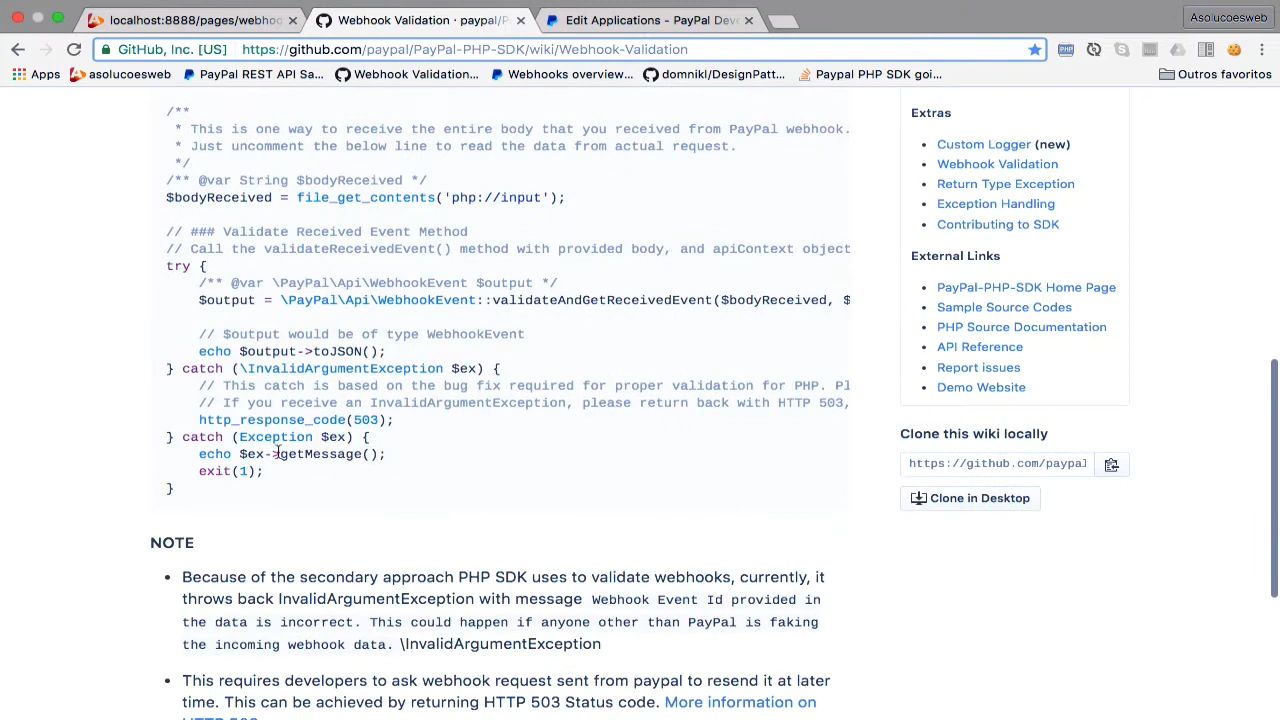 localhost:8888/pages/webhoo
Webhook Validation · paypal/P
Edit Applications - PayPal Dev
Asolucoesweb
GitHub, Inc. [US]
https://github.com/paypal/PayPal-PHP-SDK/wiki/Webhook-Validation
Apps
asolucoesweb
PayPal REST API Sa...
Webhook Validation...
Webhooks overview...
domnikl/DesignPatt...
Paypal PHP SDK goi...
Outros favoritos
/**
* This is one way to receive the entire body that you received from PayPal webhook.
* Just uncomment the below line to read the data from actual request.
*/
/** @var String $bodyReceived */
$bodyReceived = file_get_contents('php://input');
// ### Validate Received Event Method
// Call the validateReceivedEvent() method with provided body, and apiContext object
try {
/** @var \PayPal\Api\WebhookEvent $output */
$output = \PayPal\Api\WebhookEvent::validateAndGetReceivedEvent($bodyReceived, $
// $output would be of type WebhookEvent
echo $output->toJSON();
} catch (\InvalidArgumentException $ex) {
// This catch is based on the bug fix required for proper validation for PHP. Pl
// If you receive an InvalidArgumentException, please return back with HTTP 503,
http_response_code(503);
} catch (Exception $ex) {
echo $ex->getMessage();
exit(1);
}
NOTE
• Because of the secondary approach PHP SDK uses to validate webhooks, currently, it
throws back InvalidArgumentException with message Webhook Event Id provided in
the data is incorrect. This could happen if anyone other than PayPal is faking
the incoming webhook data. \InvalidArgumentException
• This requires developers to ask webhook request sent from paypal to resend it at later
time. This can be achieved by returning HTTP 503 Status code. More information on
Extras
• Custom Logger (new)
• Webhook Validation
• Return Type Exception
• Exception Handling
• Contributing to SDK
External Links
• PayPal-PHP-SDK Home Page
• Sample Source Codes
• PHP Source Documentation
• API Reference
• Report issues
• Demo Website
Clone this wiki locally
https://github.com/paypal
Clone in Desktop